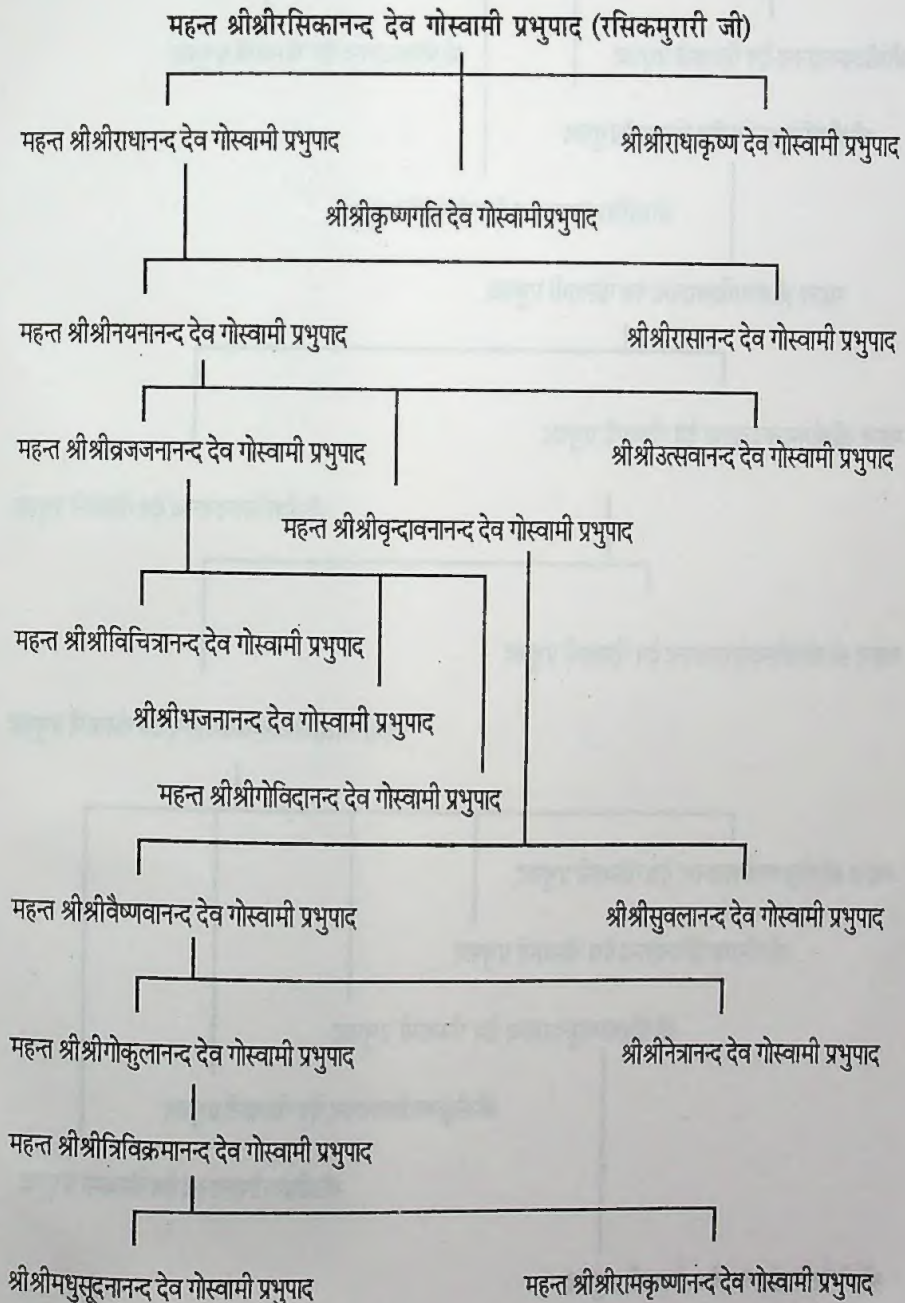 महन्त श्रीश्रीरसिकानन्द देव गोस्वामी प्रभुपाद (रसिकमुरारी जी)
महन्त श्रीश्रीराधानन्द देव गोस्वामी प्रभुपाद
श्रीश्रीराधाकृष्ण देव गोस्वामी प्रभुपाद
श्रीश्रीकृष्णगति देव गोस्वामीप्रभुपाद
महन्त श्रीश्रीनयनानन्द देव गोस्वामी प्रभुपाद
श्रीश्रीरासानन्द देव गोस्वामी प्रभुपाद
महन्त श्रीश्रीव्रजजनानन्द देव गोस्वामी प्रभुपाद
श्रीश्रीउत्सवानन्द देव गोस्वामी प्रभुपाद
महन्त श्रीश्रीवृन्दावनानन्द देव गोस्वामी प्रभुपाद
महन्त श्रीश्रीविचित्रानन्द देव गोस्वामी प्रभुपाद
श्रीश्रीभजनानन्द देव गोस्वामी प्रभुपाद
महन्त श्रीश्रीगोविदानन्द देव गोस्वामी प्रभुपाद
महन्त श्रीश्रीवैष्णवानन्द देव गोस्वामी प्रभुपाद
श्रीश्रीसुवलानन्द देव गोस्वामी प्रभुपाद
महन्त श्रीश्रीगोकुलानन्द देव गोस्वामी प्रभुपाद
श्रीश्रीनेत्रानन्द देव गोस्वामी प्रभुपाद
महन्त श्रीश्रीत्रिविक्रमानन्द देव गोस्वामी प्रभुपाद
श्रीश्रीमधुसूदनानन्द देव गोस्वामी प्रभुपाद
महन्त श्रीश्रीरामकृष्णानन्द देव गोस्वामी प्रभुपाद